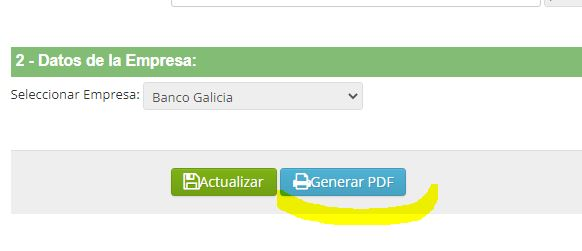 2 - Datos de la Empresa:
Seleccionar Empresa: Banco Galicia
Actualizar Generar PDF